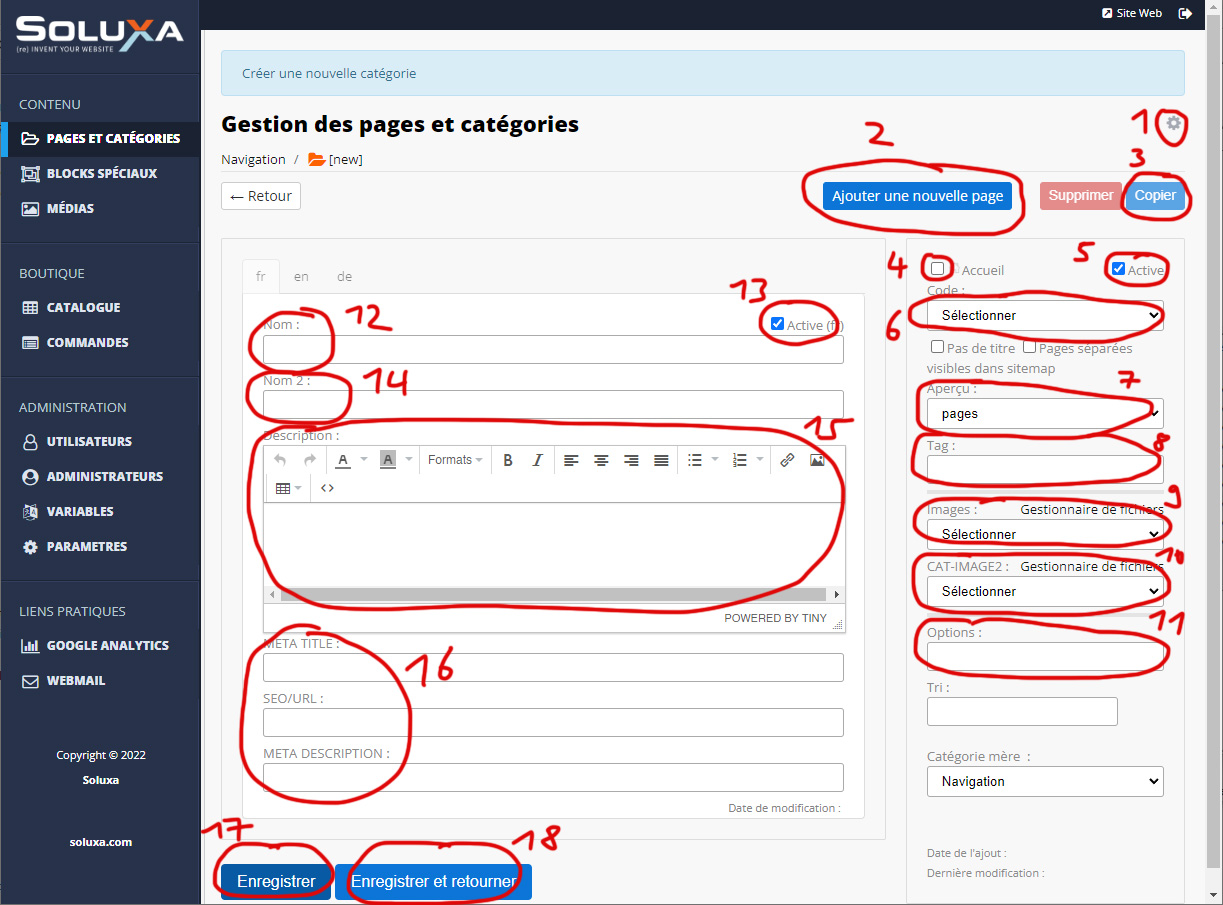 SOLUXA
(re) INVENT YOUR WEBSITE
Site Web
CONTENU
PAGES ET CATÉGORIES
BLOCKS SPÉCIAUX
MÉDIAS
BOUTIQUE
CATALOGUE
COMMANDES
ADMINISTRATION
UTILISATEURS
ADMINISTRATEURS
VARIABLES
PARAMETRES
LIENS PRATIQUES
GOOGLE ANALYTICS
WEBMAIL
Copyright © 2022
Soluxa
soluxa.com
Créer une nouvelle catégorie
Gestion des pages et catégories
1
Navigation / [new]
2
3
← Retour
Ajouter une nouvelle page
Supprimer
Copier
fr en de
13
Nom :
12
Active (fr)
Nom 2 :
14
Description :
15
Formats
POWERED BY TINY
META TITLE :
16
SEO/URL :
META DESCRIPTION :
Date de modification :
17
18
Enregistrer
Enregistrer et retourner
4
Accueil
5
Active
Code :
6
Sélectionner
Pas de titre Pages séparées
visibles dans sitemap
7
Aperçu :
pages
8
Tag :
9
Images : Gestionnaire de fichiers
Sélectionner
10
CAT-IMAGE2 : Gestionnaire de fichiers
Sélectionner
11
Options :
Tri :
Catégorie mère :
Navigation
Date de l'ajout :
Dernière modification :